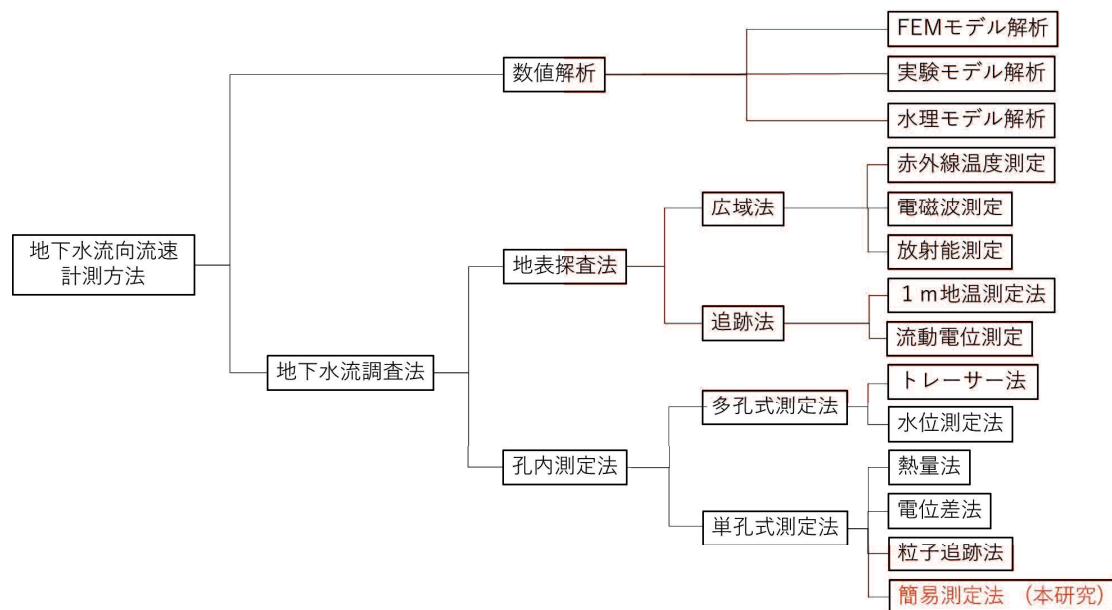 FEMモデル解析
数値解析
実験モデル解析
水理モデル解析
赤外線温度測定
広域法
電磁波測定
放射能測定
地下水流向流速
計測方法
地表探査法
1m地温測定法
追跡法
流動電位測定
地下水流調査法
トレーサー法
多孔式測定法
水位測定法
孔内測定法
熱量法
電位差法
単孔式測定法
粒子追跡法
簡易測定法 (本研究)